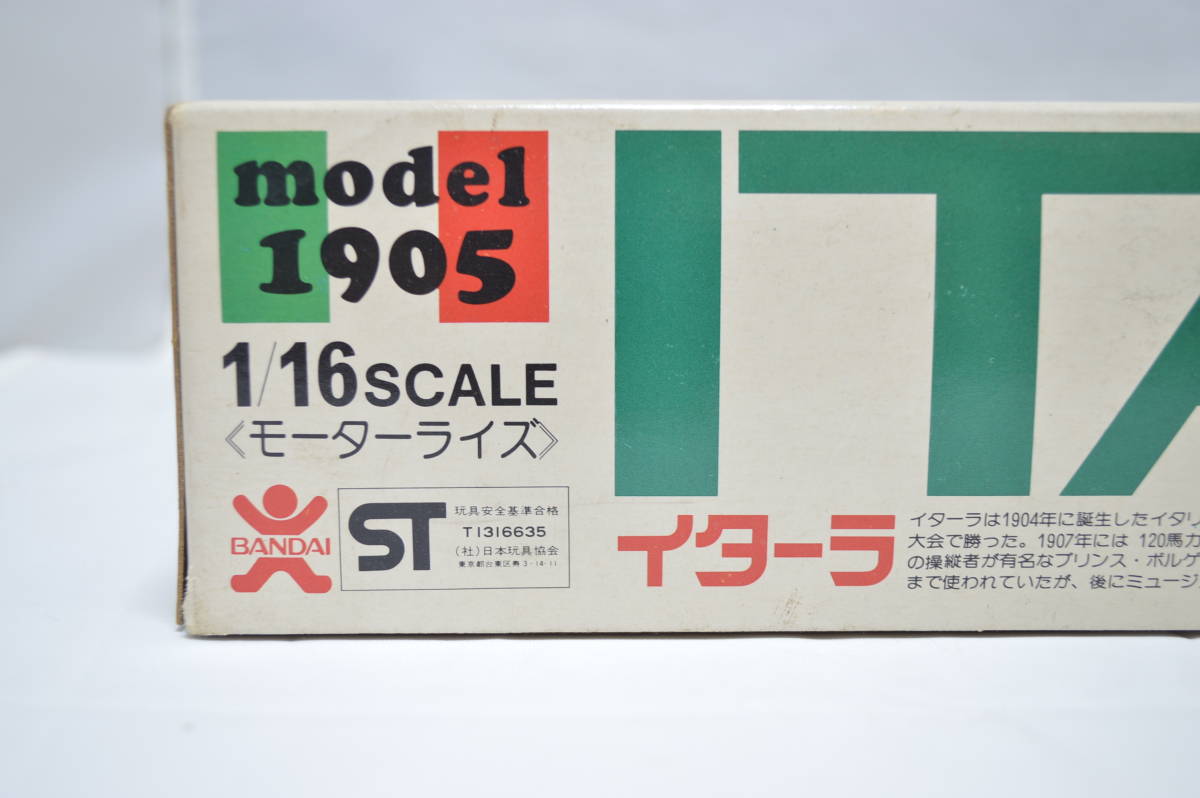 model
1905
1/16 SCALE
《モーターライズ》
BANDAI
ST
玩具安全基準合格
T1316635
(社)日本玩具協会
東京都台東区寿3-14-11
IT
イターラ
イターラは1904年に誕生したイタリ
大会で勝った。1907年には 120馬力
の操縦者が有名なプリンス・ボルゲ
まで使われていたが、後にミュージ